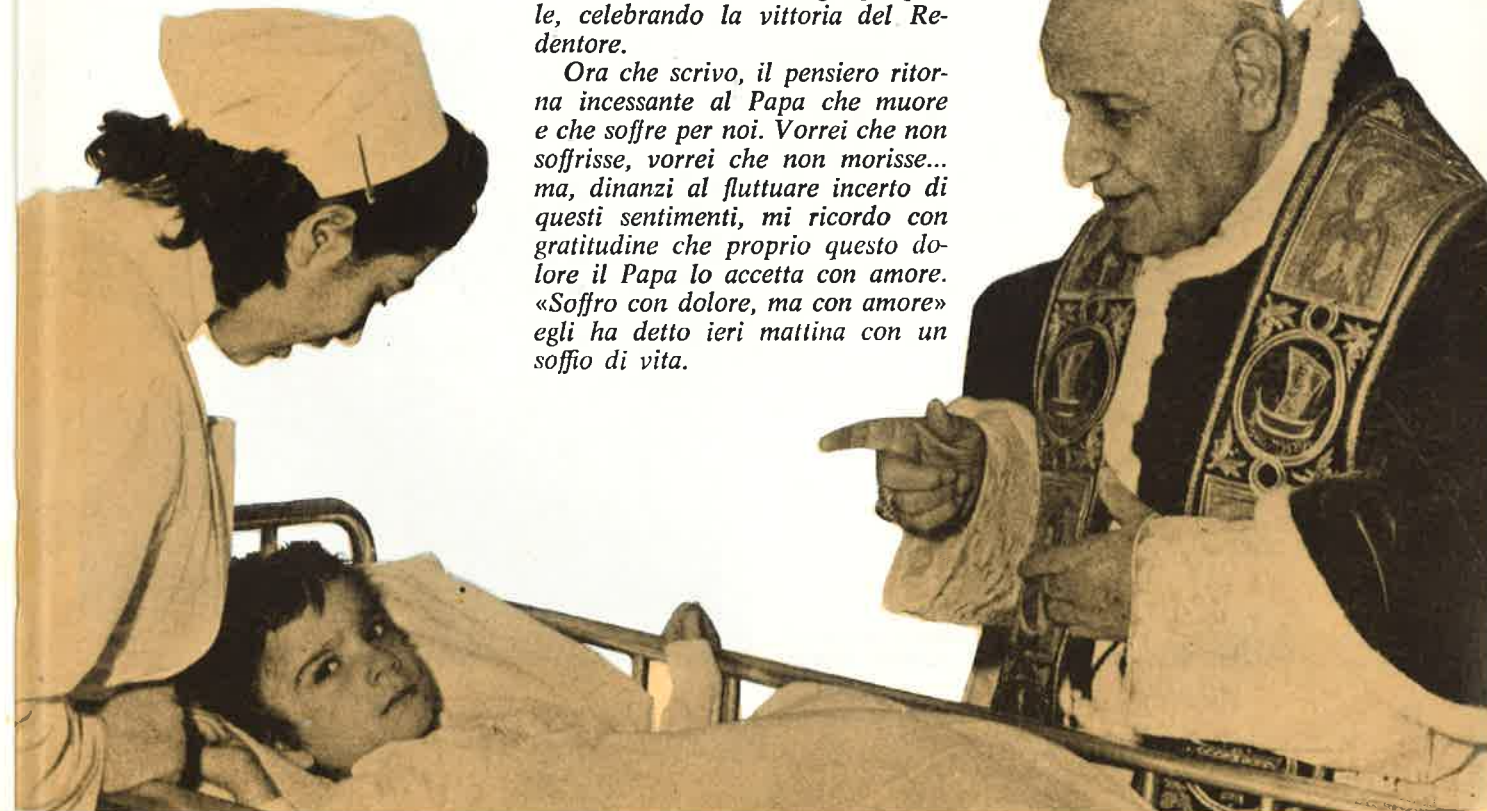 le, celebrando la vittoria del Re-
dentore.
Ora che scrivo, il pensiero ritor-
na incessante al Papa che muore
e che soffre per noi. Vorrei che non
soffrisse, vorrei che non morisse...
ma, dinanzi al fluttuare incerto di
questi sentimenti, mi ricordo con
gratitudine che proprio questo do-
lore il Papa lo accetta con amore.
«Soffro con dolore, ma con amore»
egli ha detto ieri mattina con un
soffio di vita.